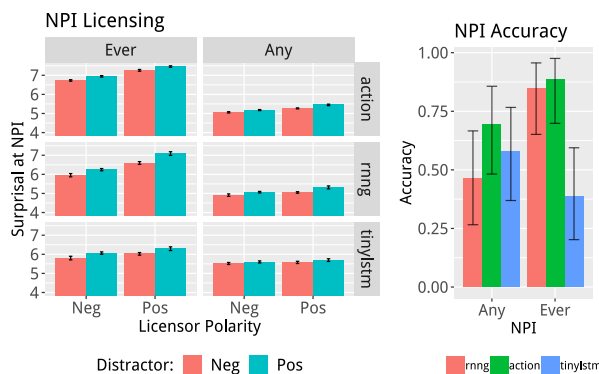 NPI Licensing
Ever
Any
Surprisal at NPI
7
6
5
4
action
7
6
5
4
rnng
7
6
5
4
tinylstm
Neg
Pos
Neg
Pos
Licensor Polarity
Distractor:
Neg
Pos
NPI Accuracy
Accuracy
1.00
0.75
0.50
0.25
0.00
Any
Ever
NPI
rnng
action
tinylstm